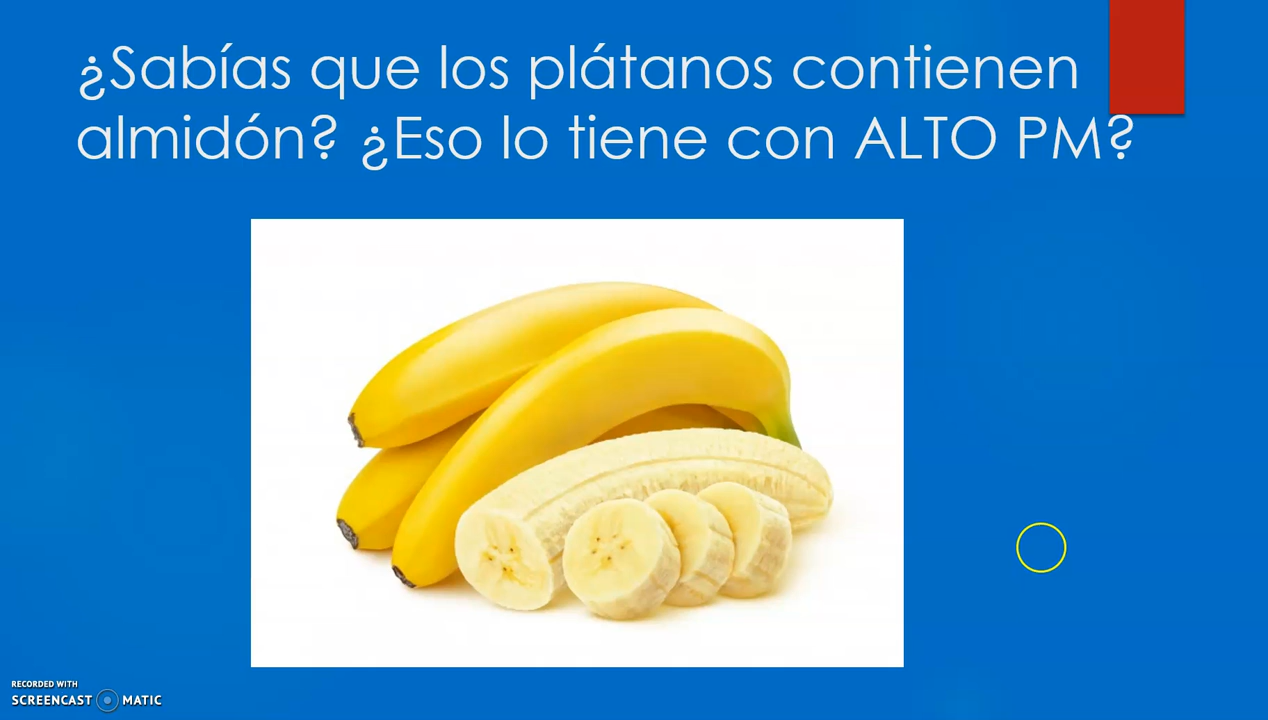 ¿Sabías que los plátanos contienen
almidón? ¿Eso lo tiene con ALTO PM?
RECORDED WITH
SCREENCAST MATIC